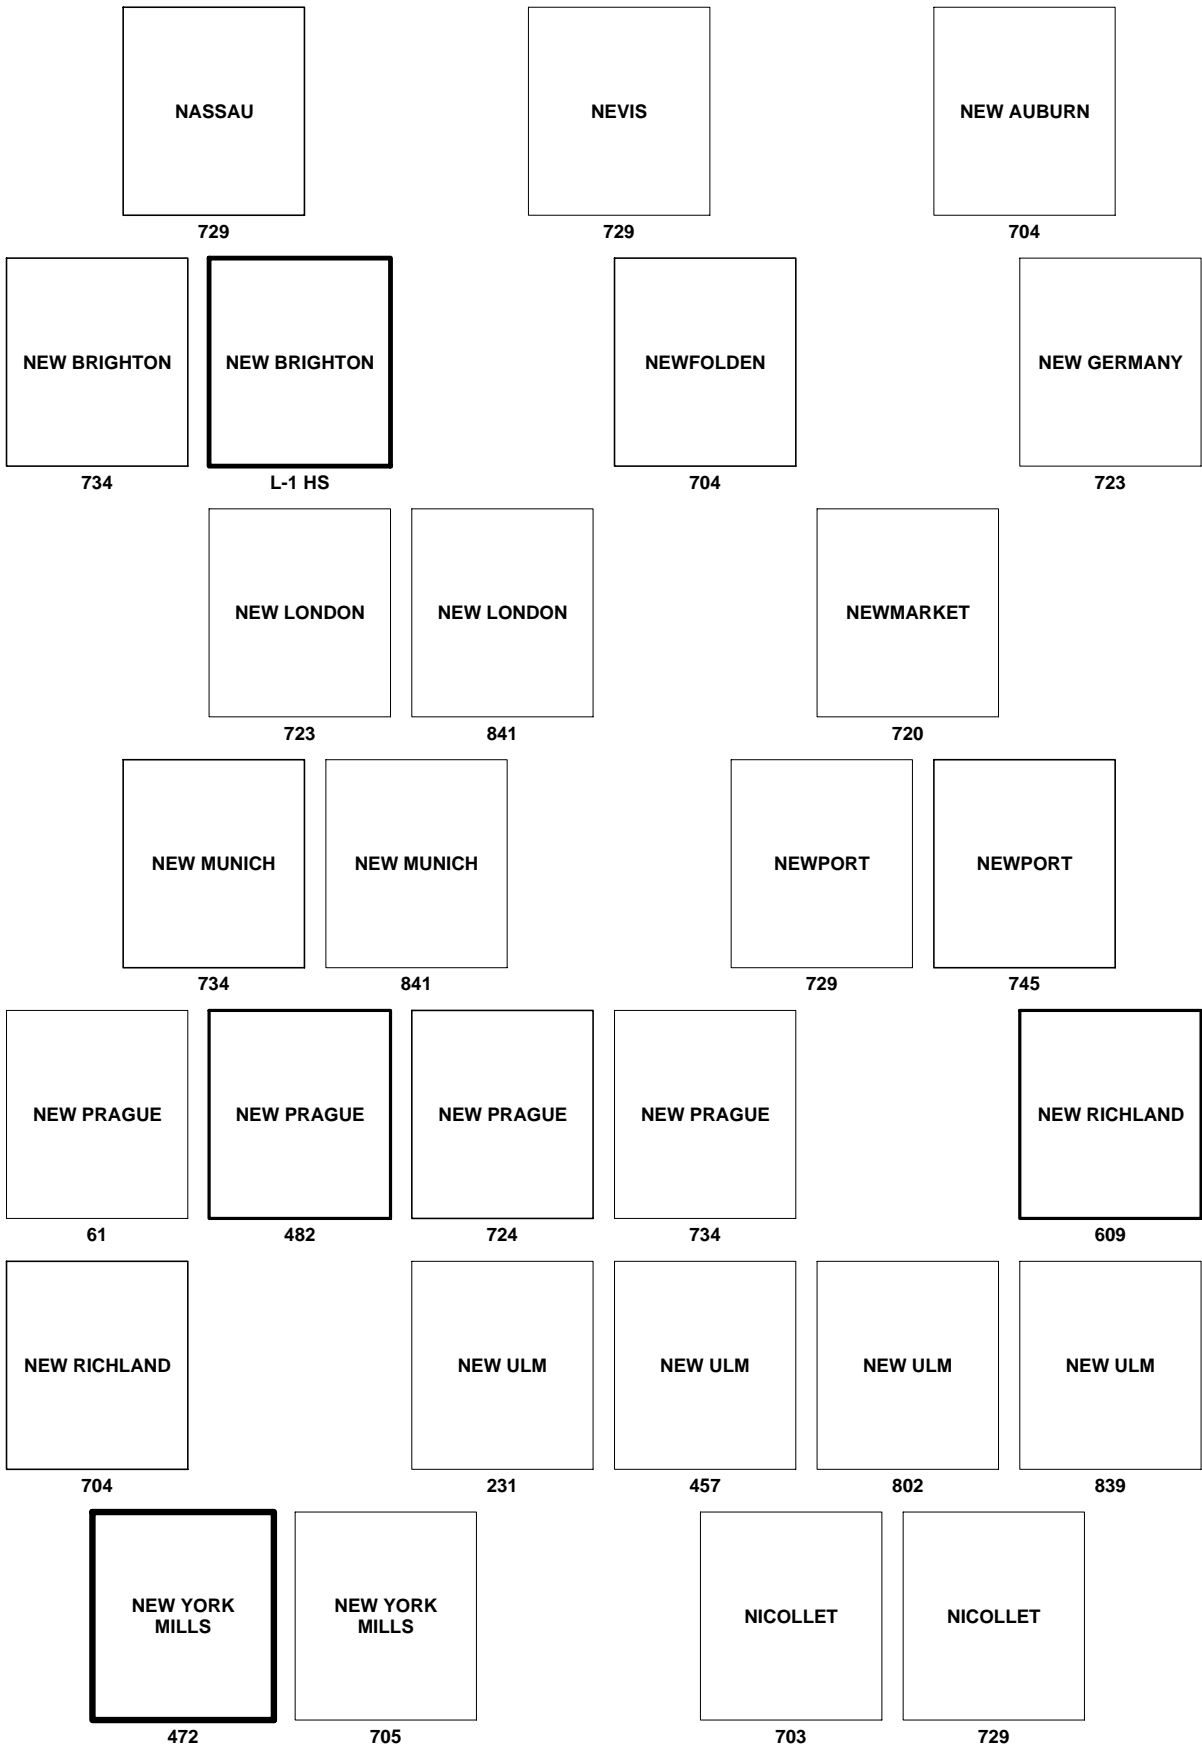 NASSAU
NEVIS
NEW AUBURN
729
729
704
NEW BRIGHTON
NEW BRIGHTON
NEWFOLDEN
NEW GERMANY
734
L-1 HS
704
723
NEW LONDON
NEW LONDON
NEWMARKET
723
841
720
NEW MUNICH
NEW MUNICH
NEWPORT
NEWPORT
734
841
729
745
NEW PRAGUE
NEW PRAGUE
NEW PRAGUE
NEW PRAGUE
NEW RICHLAND
61
482
724
734
609
NEW RICHLAND
NEW ULM
NEW ULM
NEW ULM
NEW ULM
704
231
457
802
839
NEW YORK
MILLS
NEW YORK
MILLS
NICOLLET
NICOLLET
472
705
703
729